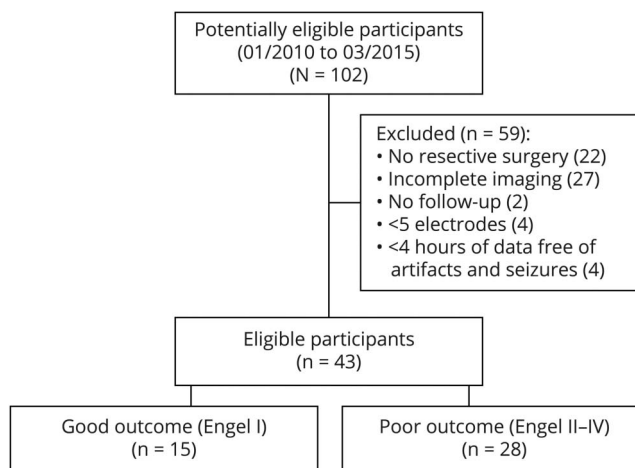 Potentially eligible participants
(01/2010 to 03/2015)
(N = 102)
Excluded (n = 59):
• No resective surgery (22)
• Incomplete imaging (27)
• No follow-up (2)
• <5 electrodes (4)
• <4 hours of data free of
artifacts and seizures (4)
Eligible participants
(n = 43)
Good outcome (Engel I)
(n = 15)
Poor outcome (Engel II–IV)
(n = 28)